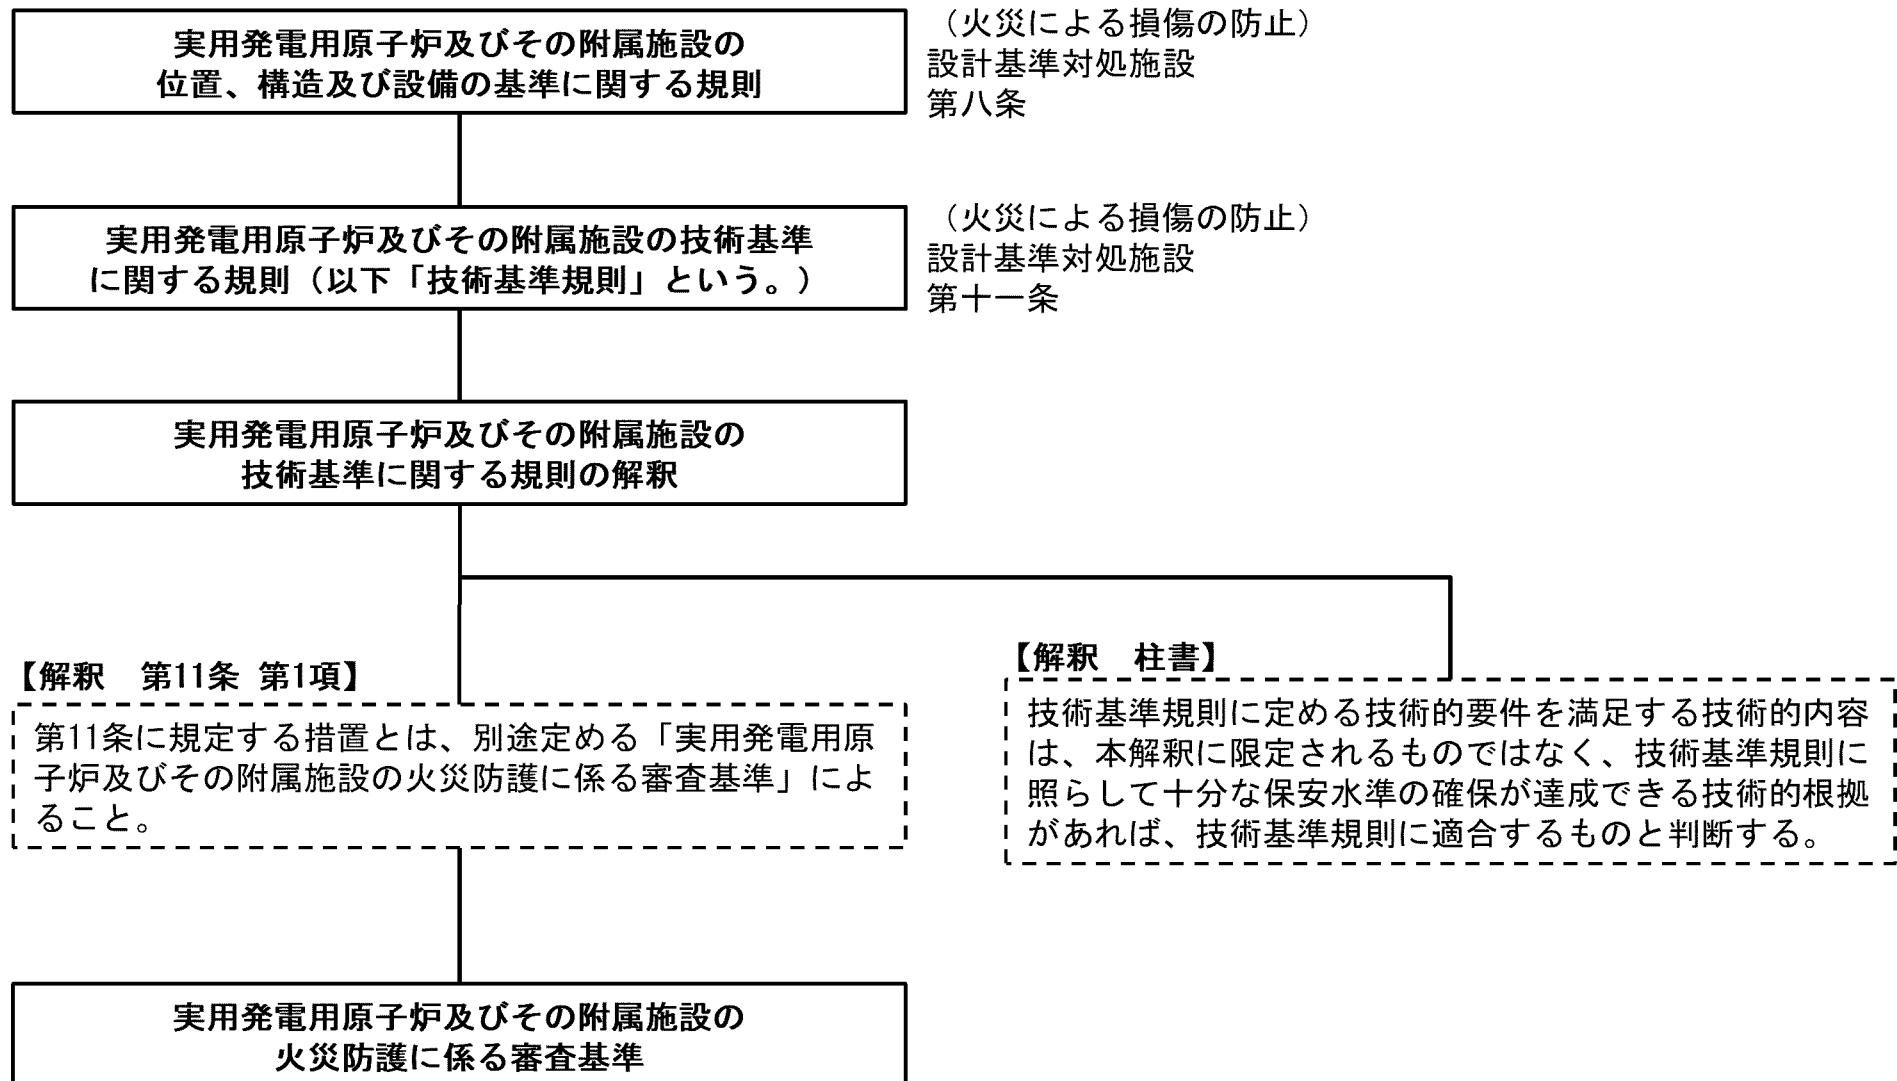 実用発電用原子炉及びその附属施設の
位置、構造及び設備の基準に関する規則
（火災による損傷の防止）
設計基準対処施設
第八条
実用発電用原子炉及びその附属施設の技術基準
に関する規則（以下「技術基準規則」という。）
（火災による損傷の防止）
設計基準対処施設
第十一条
実用発電用原子炉及びその附属施設の
技術基準に関する規則の解釈
【解釈　第11条 第1項】
第11条に規定する措置とは、別途定める「実用発電用原
子炉及びその附属施設の火災防護に係る審査基準」によ
ること。
【解釈　柱書】
技術基準規則に定める技術的要件を満足する技術的内容
は、本解釈に限定されるものではなく、技術基準規則に
照らして十分な保安水準の確保が達成できる技術的根拠
があれば、技術基準規則に適合するものと判断する。
実用発電用原子炉及びその附属施設の
火災防護に係る審査基準